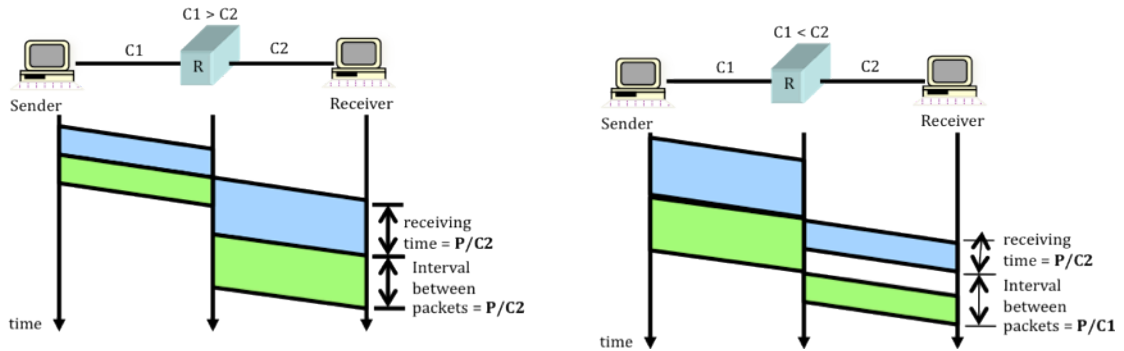 C1 > C2
C1
C2
R
Sender
Receiver
receiving
time = P/C2
Interval
between
packets = P/C2
time
C1 < C2
C1
C2
R
Sender
Receiver
receiving
time = P/C2
Interval
between
packets = P/C1
time